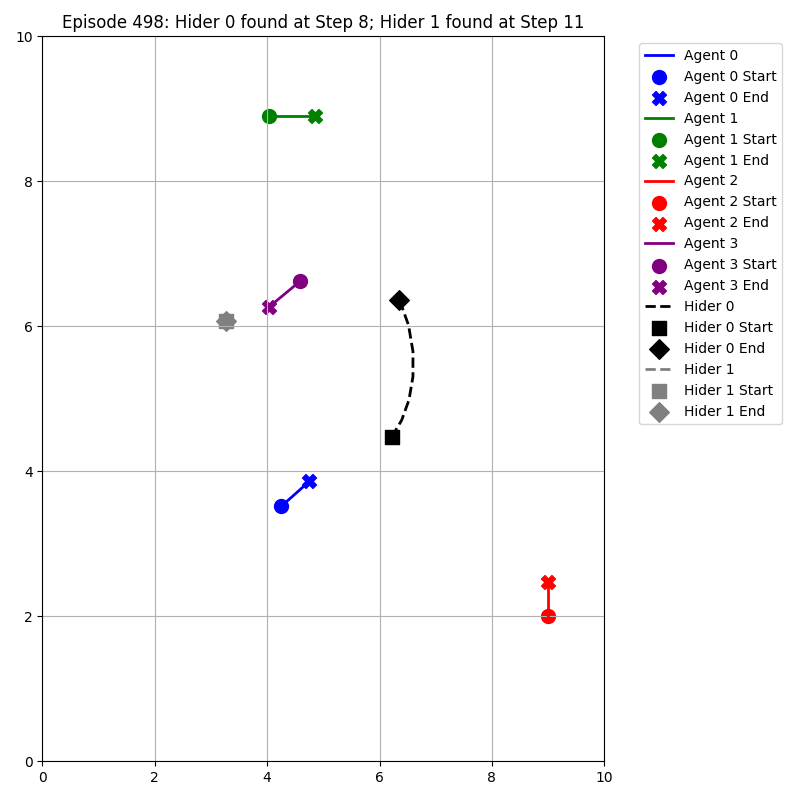 Episode 498: Hider 0 found at Step 8; Hider 1 found at Step 11
10
8
6
4
2
0
0 2 4 6 8 10
Agent 0
Agent 0 Start
Agent 0 End
Agent 1
Agent 1 Start
Agent 1 End
Agent 2
Agent 2 Start
Agent 2 End
Agent 3
Agent 3 Start
Agent 3 End
Hider 0
Hider 0 Start
Hider 0 End
Hider 1
Hider 1 Start
Hider 1 End